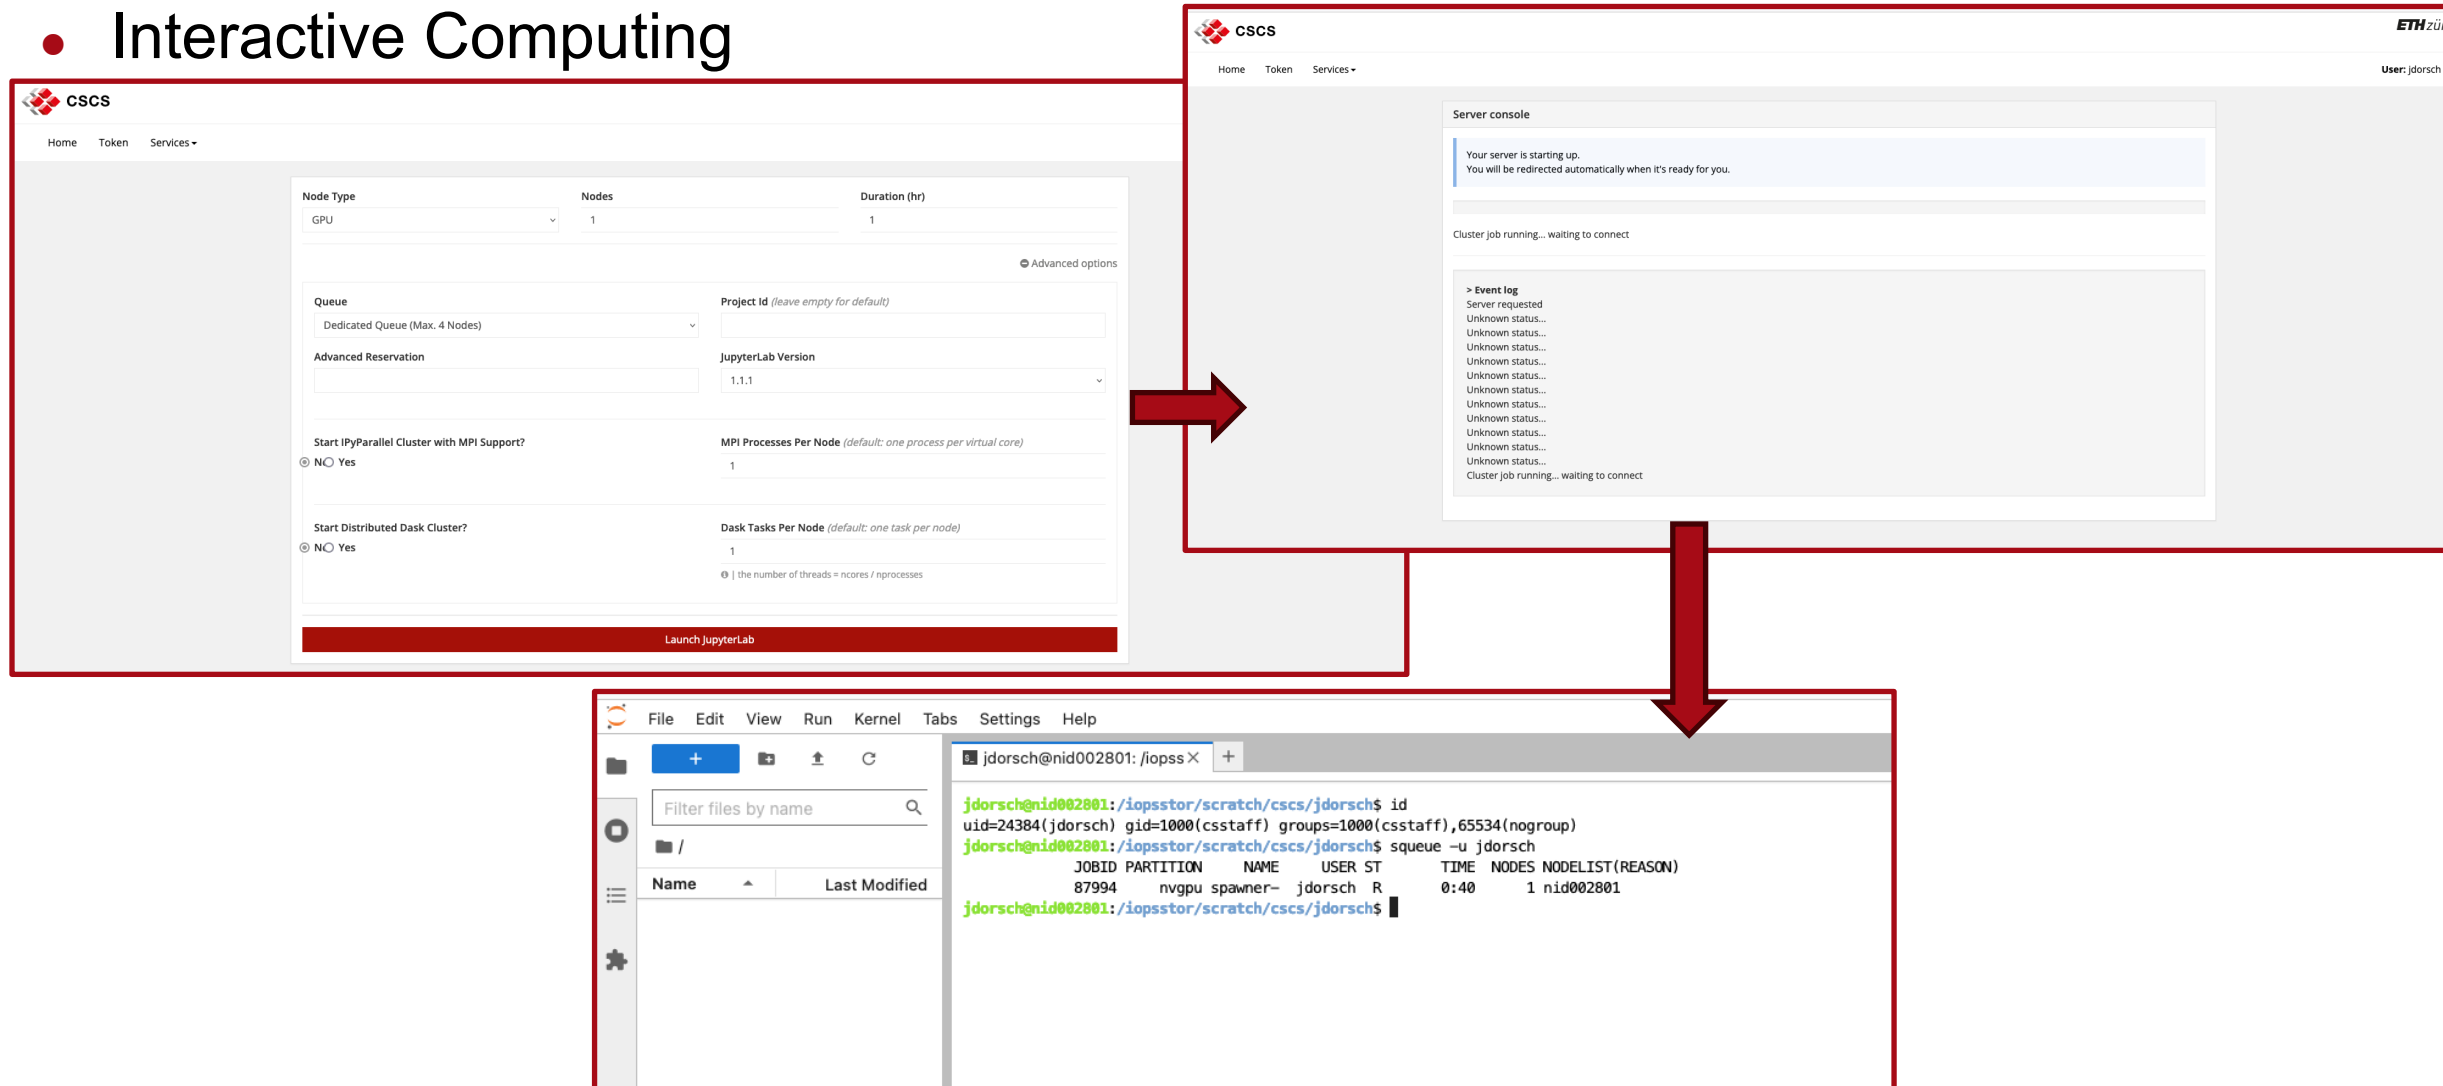 • Interactive Computing
CSCS
Home Token Services
Node Type Nodes Duration (hr)
GPU 1 1
Advanced options
Queue Project Id (leave empty for default)
Dedicated Queue (Max. 4 Nodes)
Advanced Reservation JupyterLab Version
1.1.1
Start IPyParallel Cluster with MPI Support? MPI Processes Per Node (default: one process per virtual core)
Yes
1
Start Distributed Dask Cluster? Dask Tasks Per Node (default: one task per node)
Yes
1
| the number of threads = ncores / nprocesses
Launch JupyterLab
CSCS ETH zü
Home Token Services User: jdorsch
Server console
Your server is starting up.
You will be redirected automatically when it's ready for you.
Cluster job running... waiting to connect
> Event log
Server requested
Unknown status...
Unknown status...
Unknown status...
Unknown status...
Unknown status...
Unknown status...
Unknown status...
Unknown status...
Unknown status...
Unknown status...
Unknown status...
Cluster job running... waiting to connect
File Edit View Run Kernel Tabs Settings Help
jdorsch@nid002801: /iopss
Filter files by name
/
Name Last Modified
jdorsch@nid002801:/iopsstor/scratch/cscs/jdorsch$ id
uid=24384(jdorsch) gid=1000(csstaff) groups=1000(csstaff),65534(nogroup)
jdorsch@nid002801:/iopsstor/scratch/cscs/jdorsch$ squeue -u jdorsch
JOBID PARTITION NAME USER ST TIME NODES NODELIST(REASON)
87994 nvgpu spawner- jdorsch R 0:40 1 nid002801
jdorsch@nid002801:/iopsstor/scratch/cscs/jdorsch$